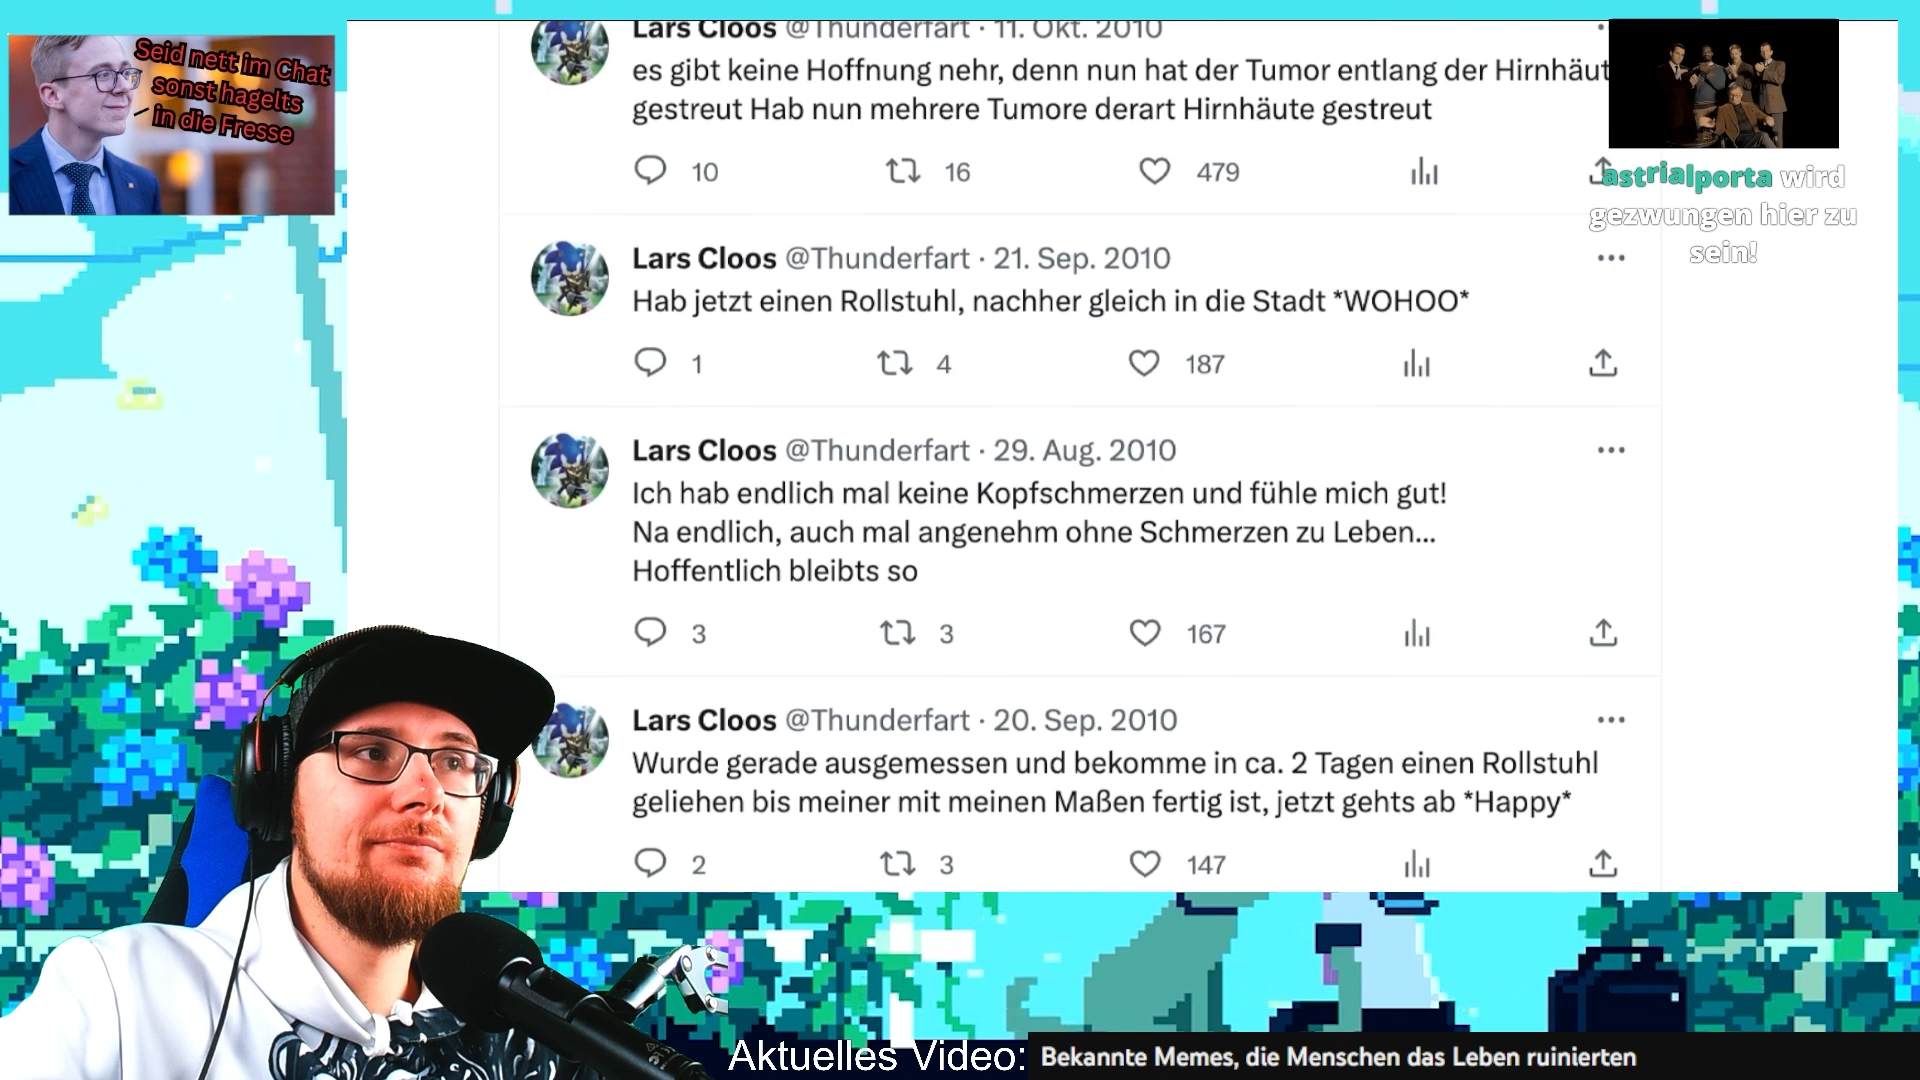 Seid nett im Chat
sonst hagelts
in die Fresse
Lars Cloos @Thunderfart · 11. Okt. 2010
es gibt keine Hoffnung nehr, denn nun hat der Tumor entlang der Hirnhäut
gestreut Hab nun mehrere Tumore derart Hirnhäute gestreut
10 16 479
astrialporta wird
gezwungen hier zu
sein!
Lars Cloos @Thunderfart · 21. Sep. 2010
Hab jetzt einen Rollstuhl, nachher gleich in die Stadt *WOHOO*
1 4 187
Lars Cloos @Thunderfart · 29. Aug. 2010
Ich hab endlich mal keine Kopfschmerzen und fühle mich gut!
Na endlich, auch mal angenehm ohne Schmerzen zu Leben...
Hoffentlich bleibts so
3 3 167
Lars Cloos @Thunderfart · 20. Sep. 2010
Wurde gerade ausgemessen und bekomme in ca. 2 Tagen einen Rollstuhl
geliehen bis meiner mit meinen Maßen fertig ist, jetzt gehts ab *Happy*
2 3 147
Aktuelles Video: Bekannte Memes, die Menschen das Leben ruinierten